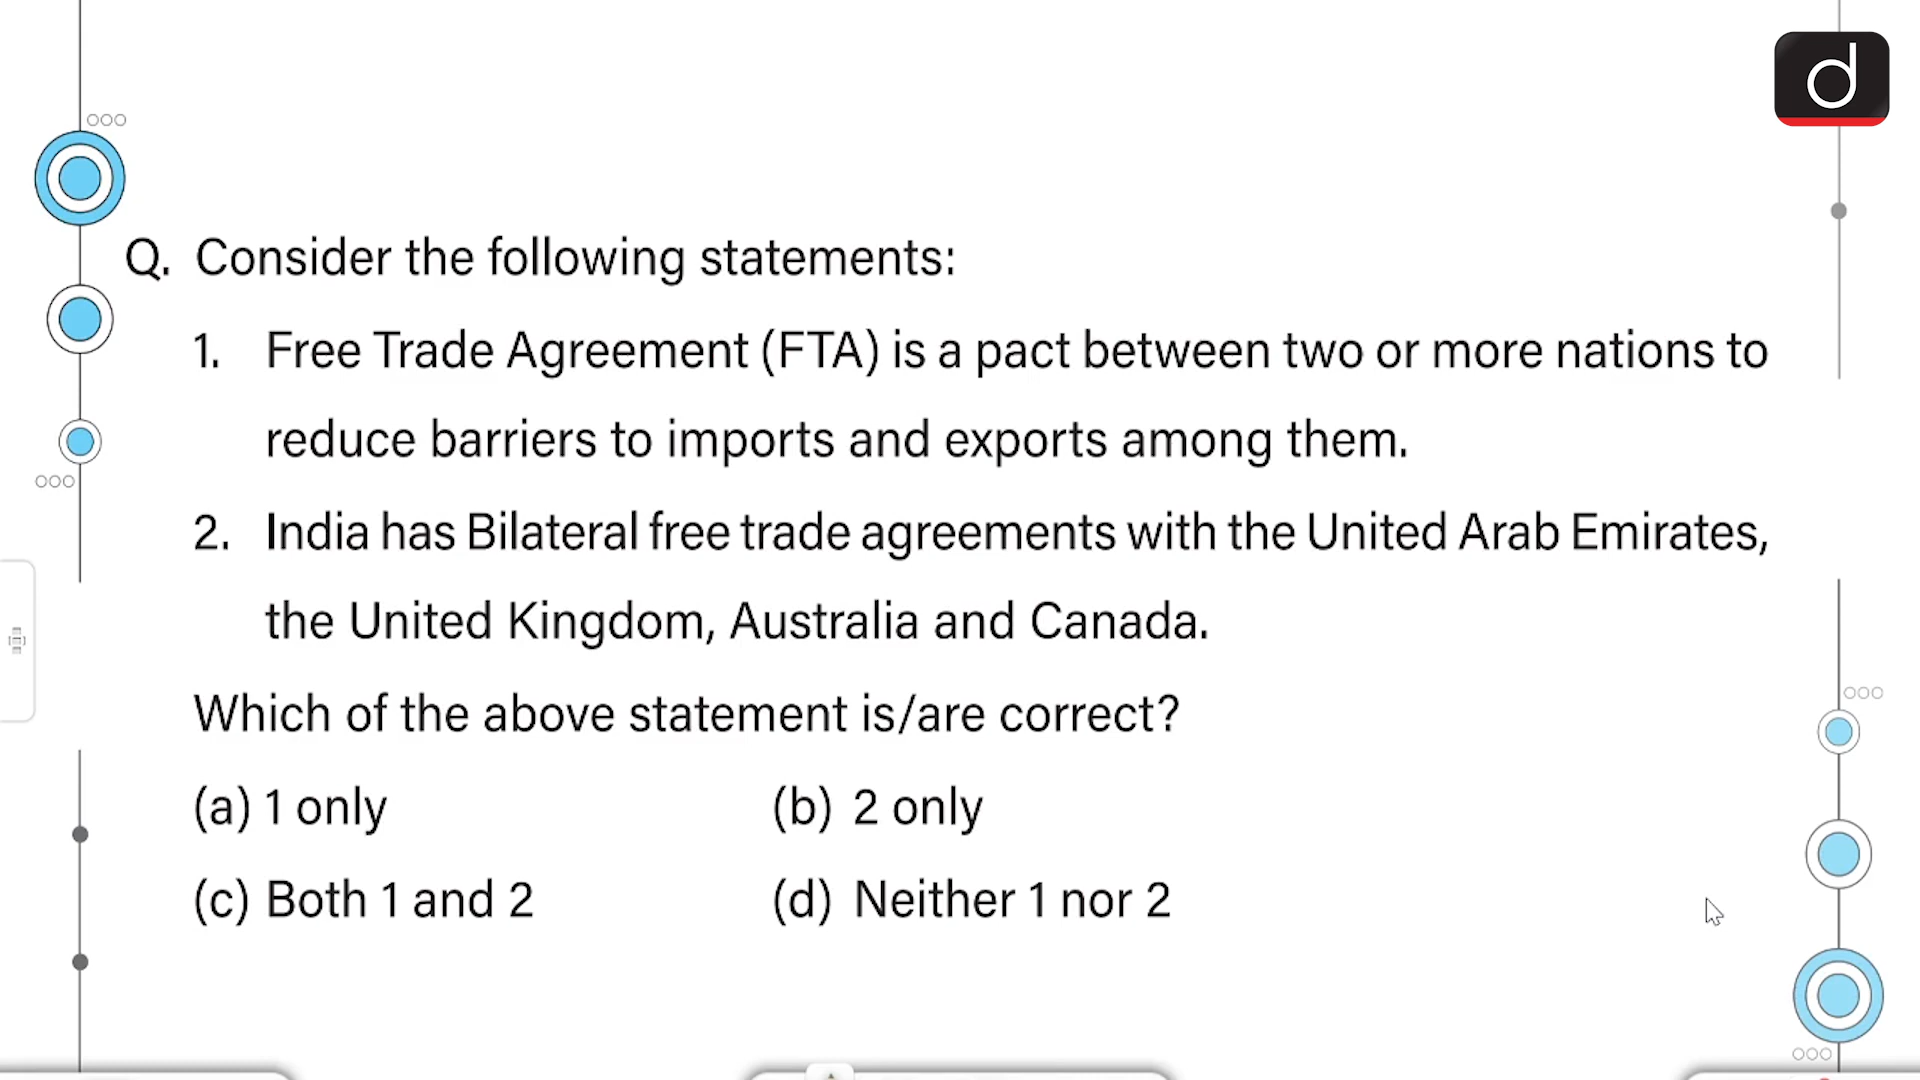 d
Q. Consider the following statements:
1. Free Trade Agreement (FTA) is a pact between two or more nations to
reduce barriers to imports and exports among them.
2. India has Bilateral free trade agreements with the United Arab Emirates,
the United Kingdom, Australia and Canada.
Which of the above statement is/are correct?
(a) 1 only (b) 2 only
(c) Both 1 and 2 (d) Neither 1 nor 2